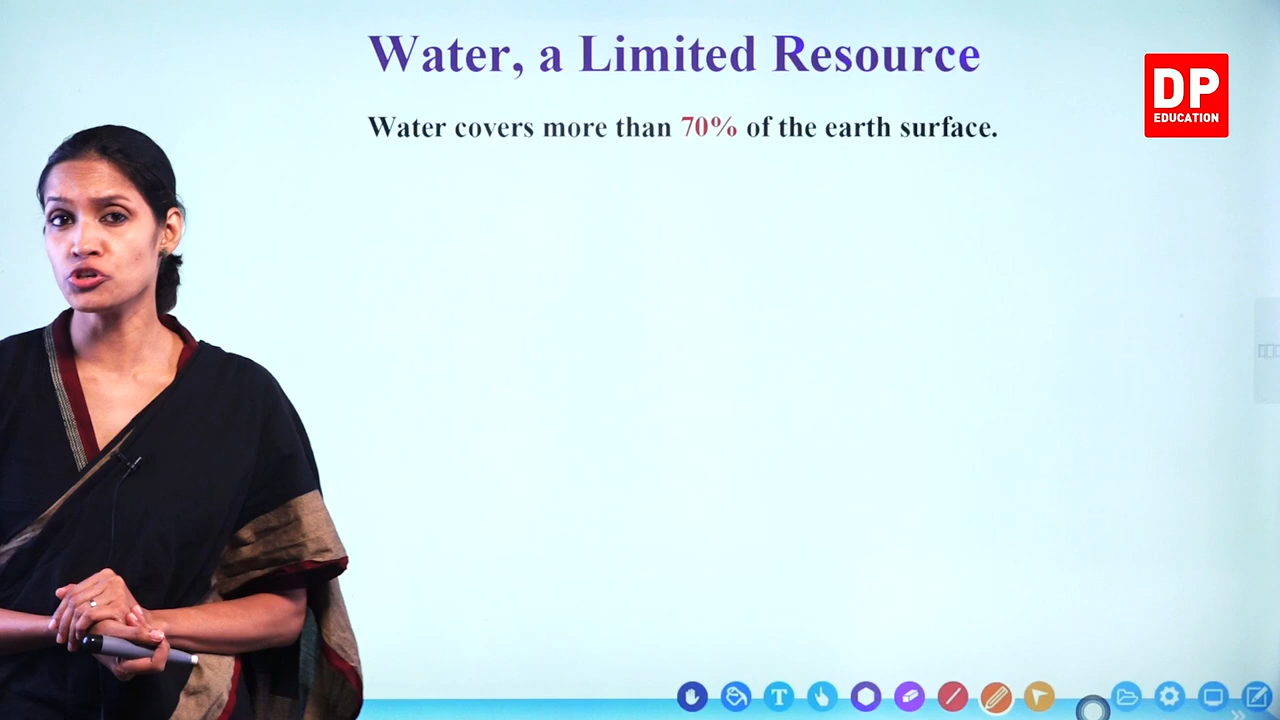 Water, a Limited Resource
Water covers more than 70% of the earth surface.
DP
EDUCATION
T